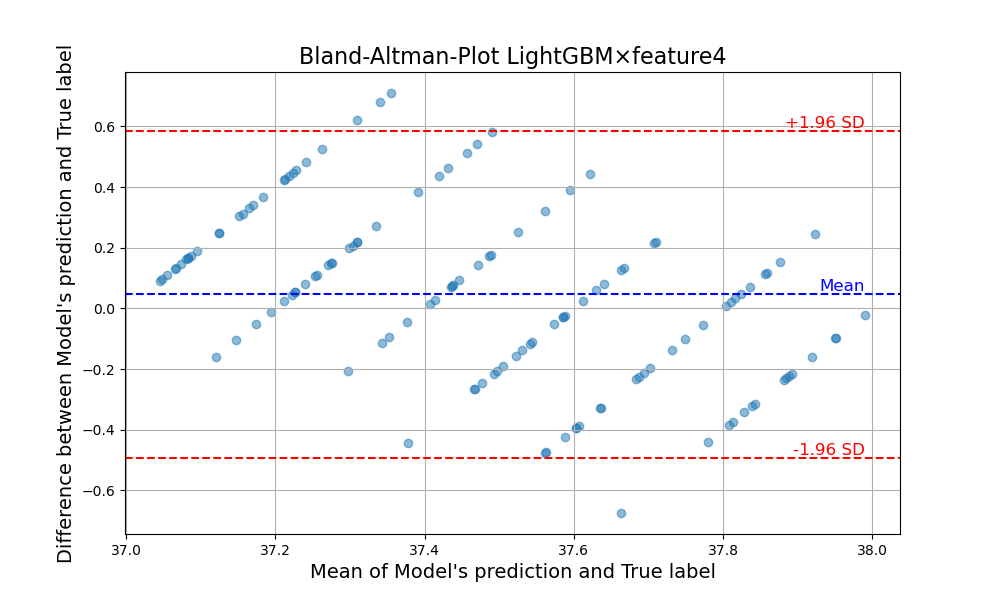 Bland-Altman-Plot LightGBM×feature4
Difference between Model's prediction and True label
0.6
0.4
0.2
0.0
−0.2
−0.4
−0.6
+1.96 SD
Mean
-1.96 SD
37.0 37.2 37.4 37.6 37.8 38.0
Mean of Model's prediction and True label